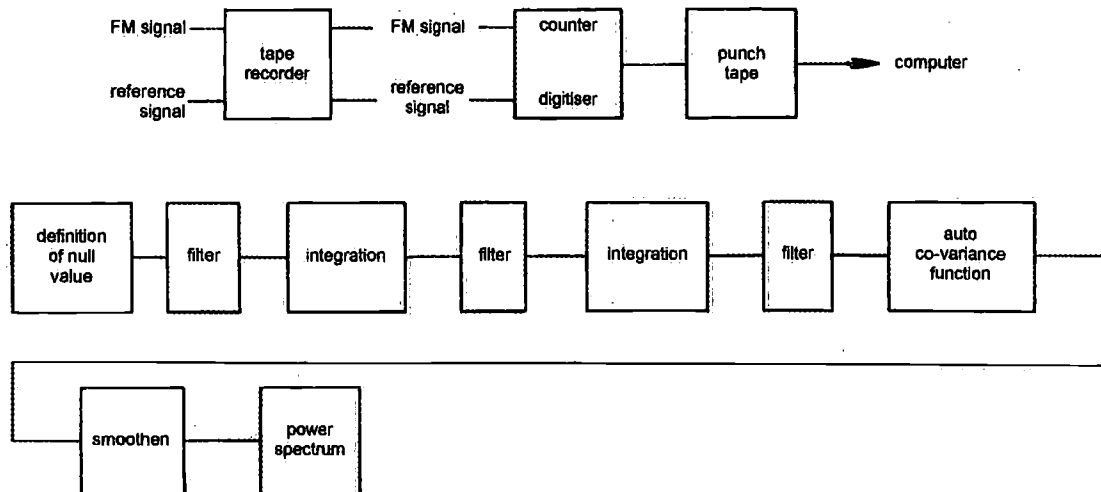 FM signal
reference
signal
tape
recorder
FM signal
reference
signal
counter
digitiser
punch
tape
computer
definition
of null
value
filter
integration
filter
integration
filter
auto
co-variance
function
smoothen
power
spectrum